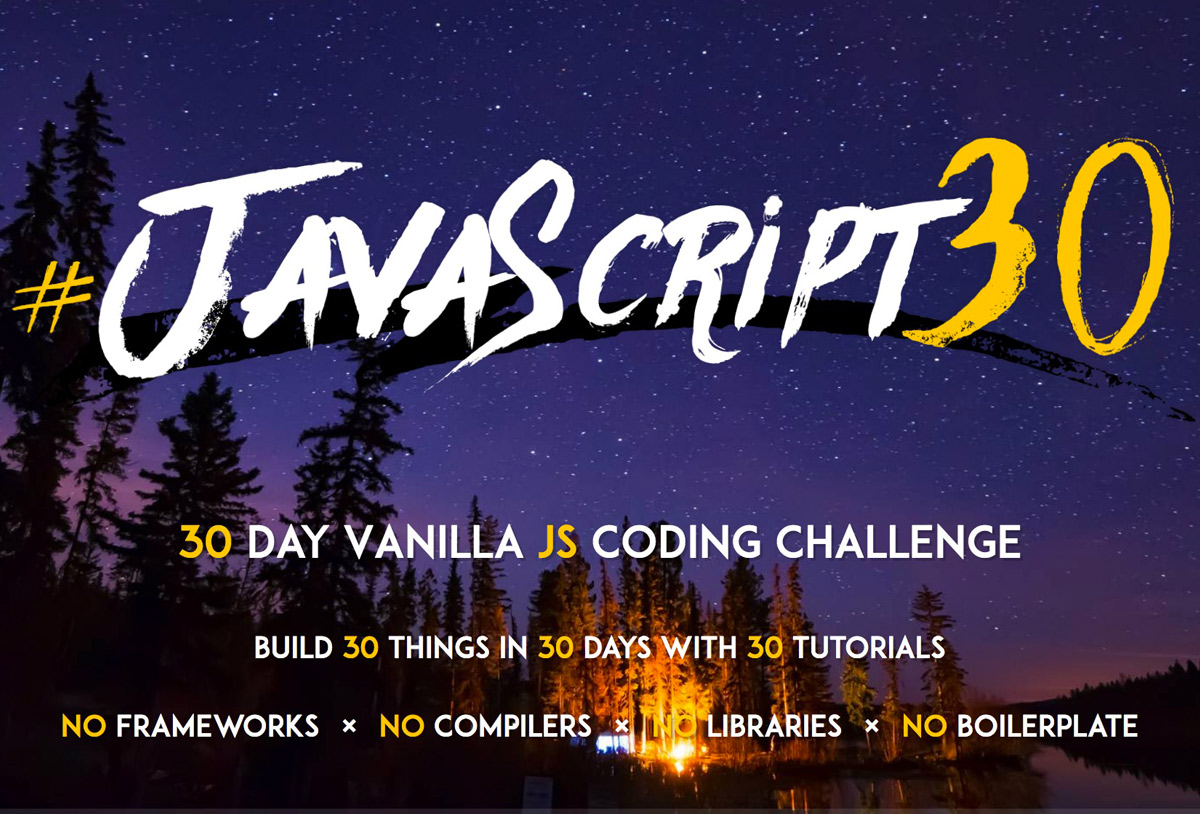 #JavaScript30
30 DAY VANILLA JS CODING CHALLENGE
BUILD 30 THINGS IN 30 DAYS WITH 30 TUTORIALS
NO FRAMEWORKS × NO COMPILERS × NO LIBRARIES × NO BOILERPLATE